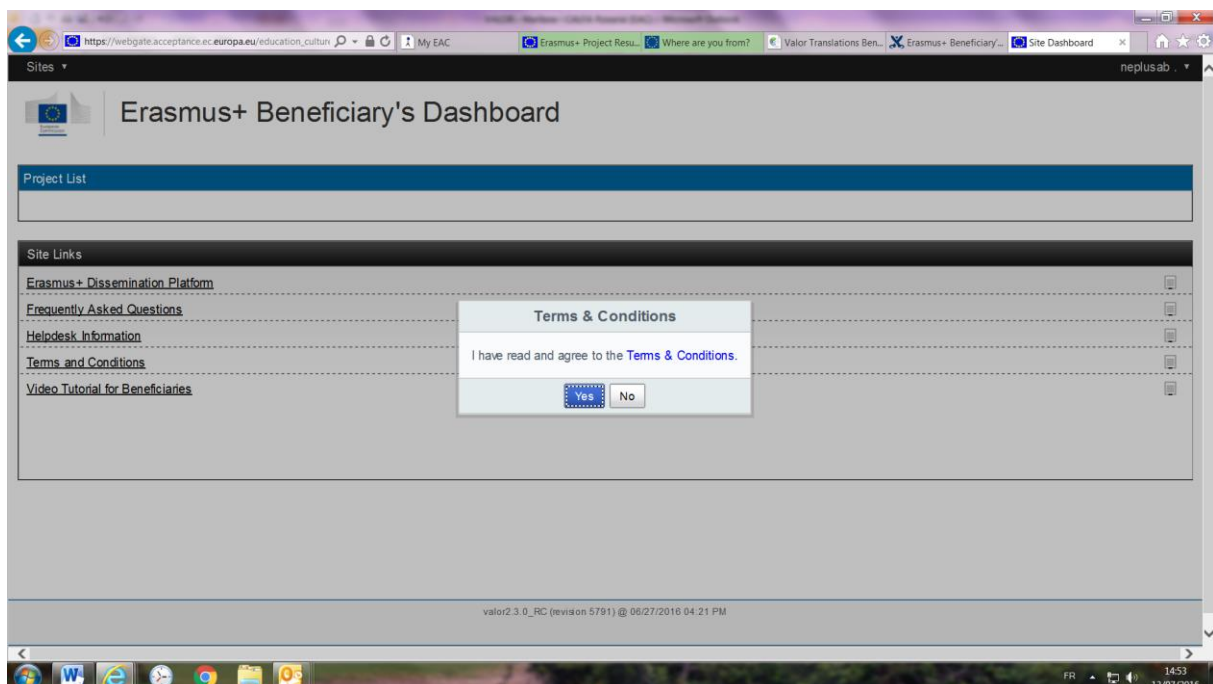 https://webgate.acceptance.ec.europa.eu/education_cultur
My EAC
Erasmus+ Project Resu...
Where are you from?
Valor Translations Ben...
Erasmus+ Beneficiary'...
Site Dashboard
Sites
neplusab .
Erasmus+ Beneficiary's Dashboard
Project List
Site Links
Erasmus+ Dissemination Platform
Frequently Asked Questions
Helpdesk Information
Terms and Conditions
Video Tutorial for Beneficiaries
Terms & Conditions
I have read and agree to the Terms & Conditions.
Yes No
valor2.3.0_RC (revision 5791) @ 06/27/2016 04:21 PM
FR
14:53